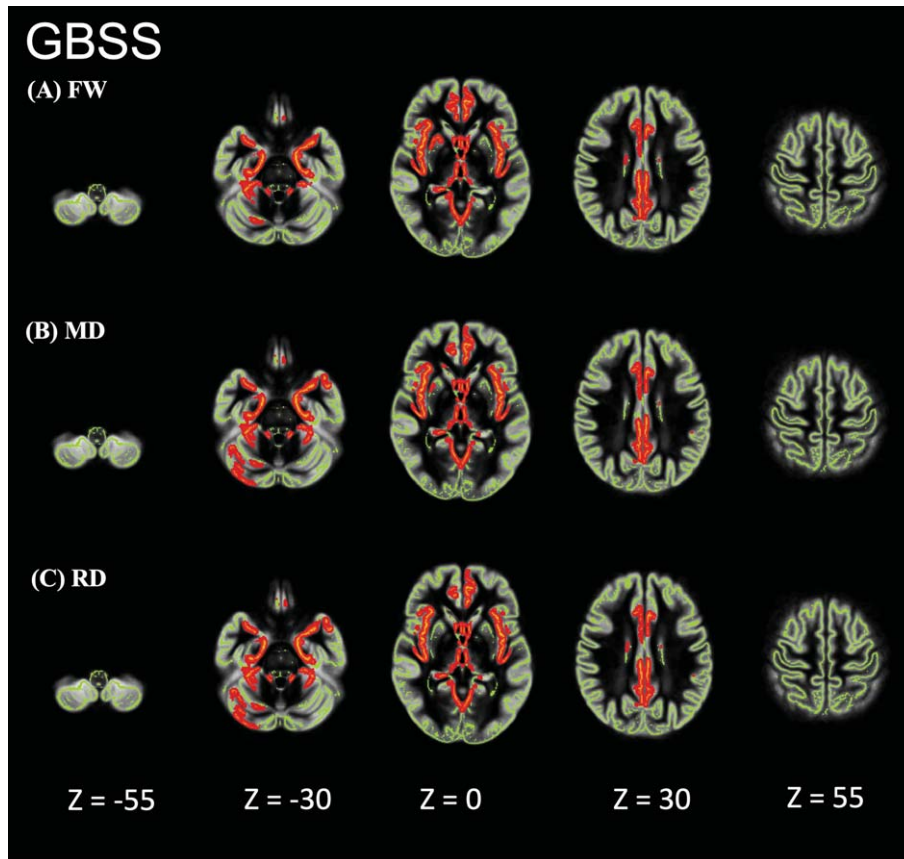 GBSS
(A) FW
(B) MD
(C) RD
Z = -55 Z = -30 Z = 0 Z = 30 Z = 55